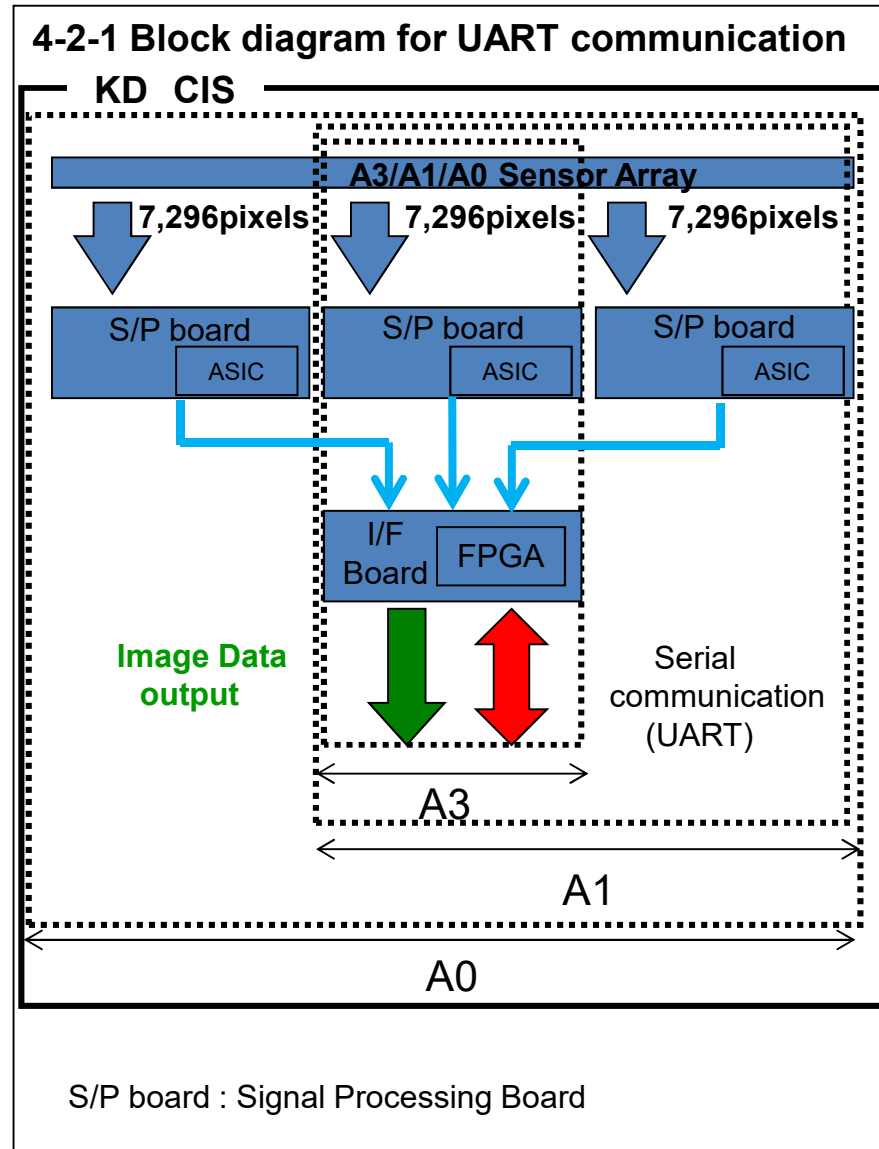 4-2-1 Block diagram for UART communication
KD CIS
A3/A1/A0 Sensor Array
7,296pixels
7,296pixels
7,296pixels
S/P board
ASIC
S/P board
ASIC
S/P board
ASIC
I/F
Board
FPGA
Image Data
output
Serial
communication
(UART)
A3
A1
A0
S/P board : Signal Processing Board